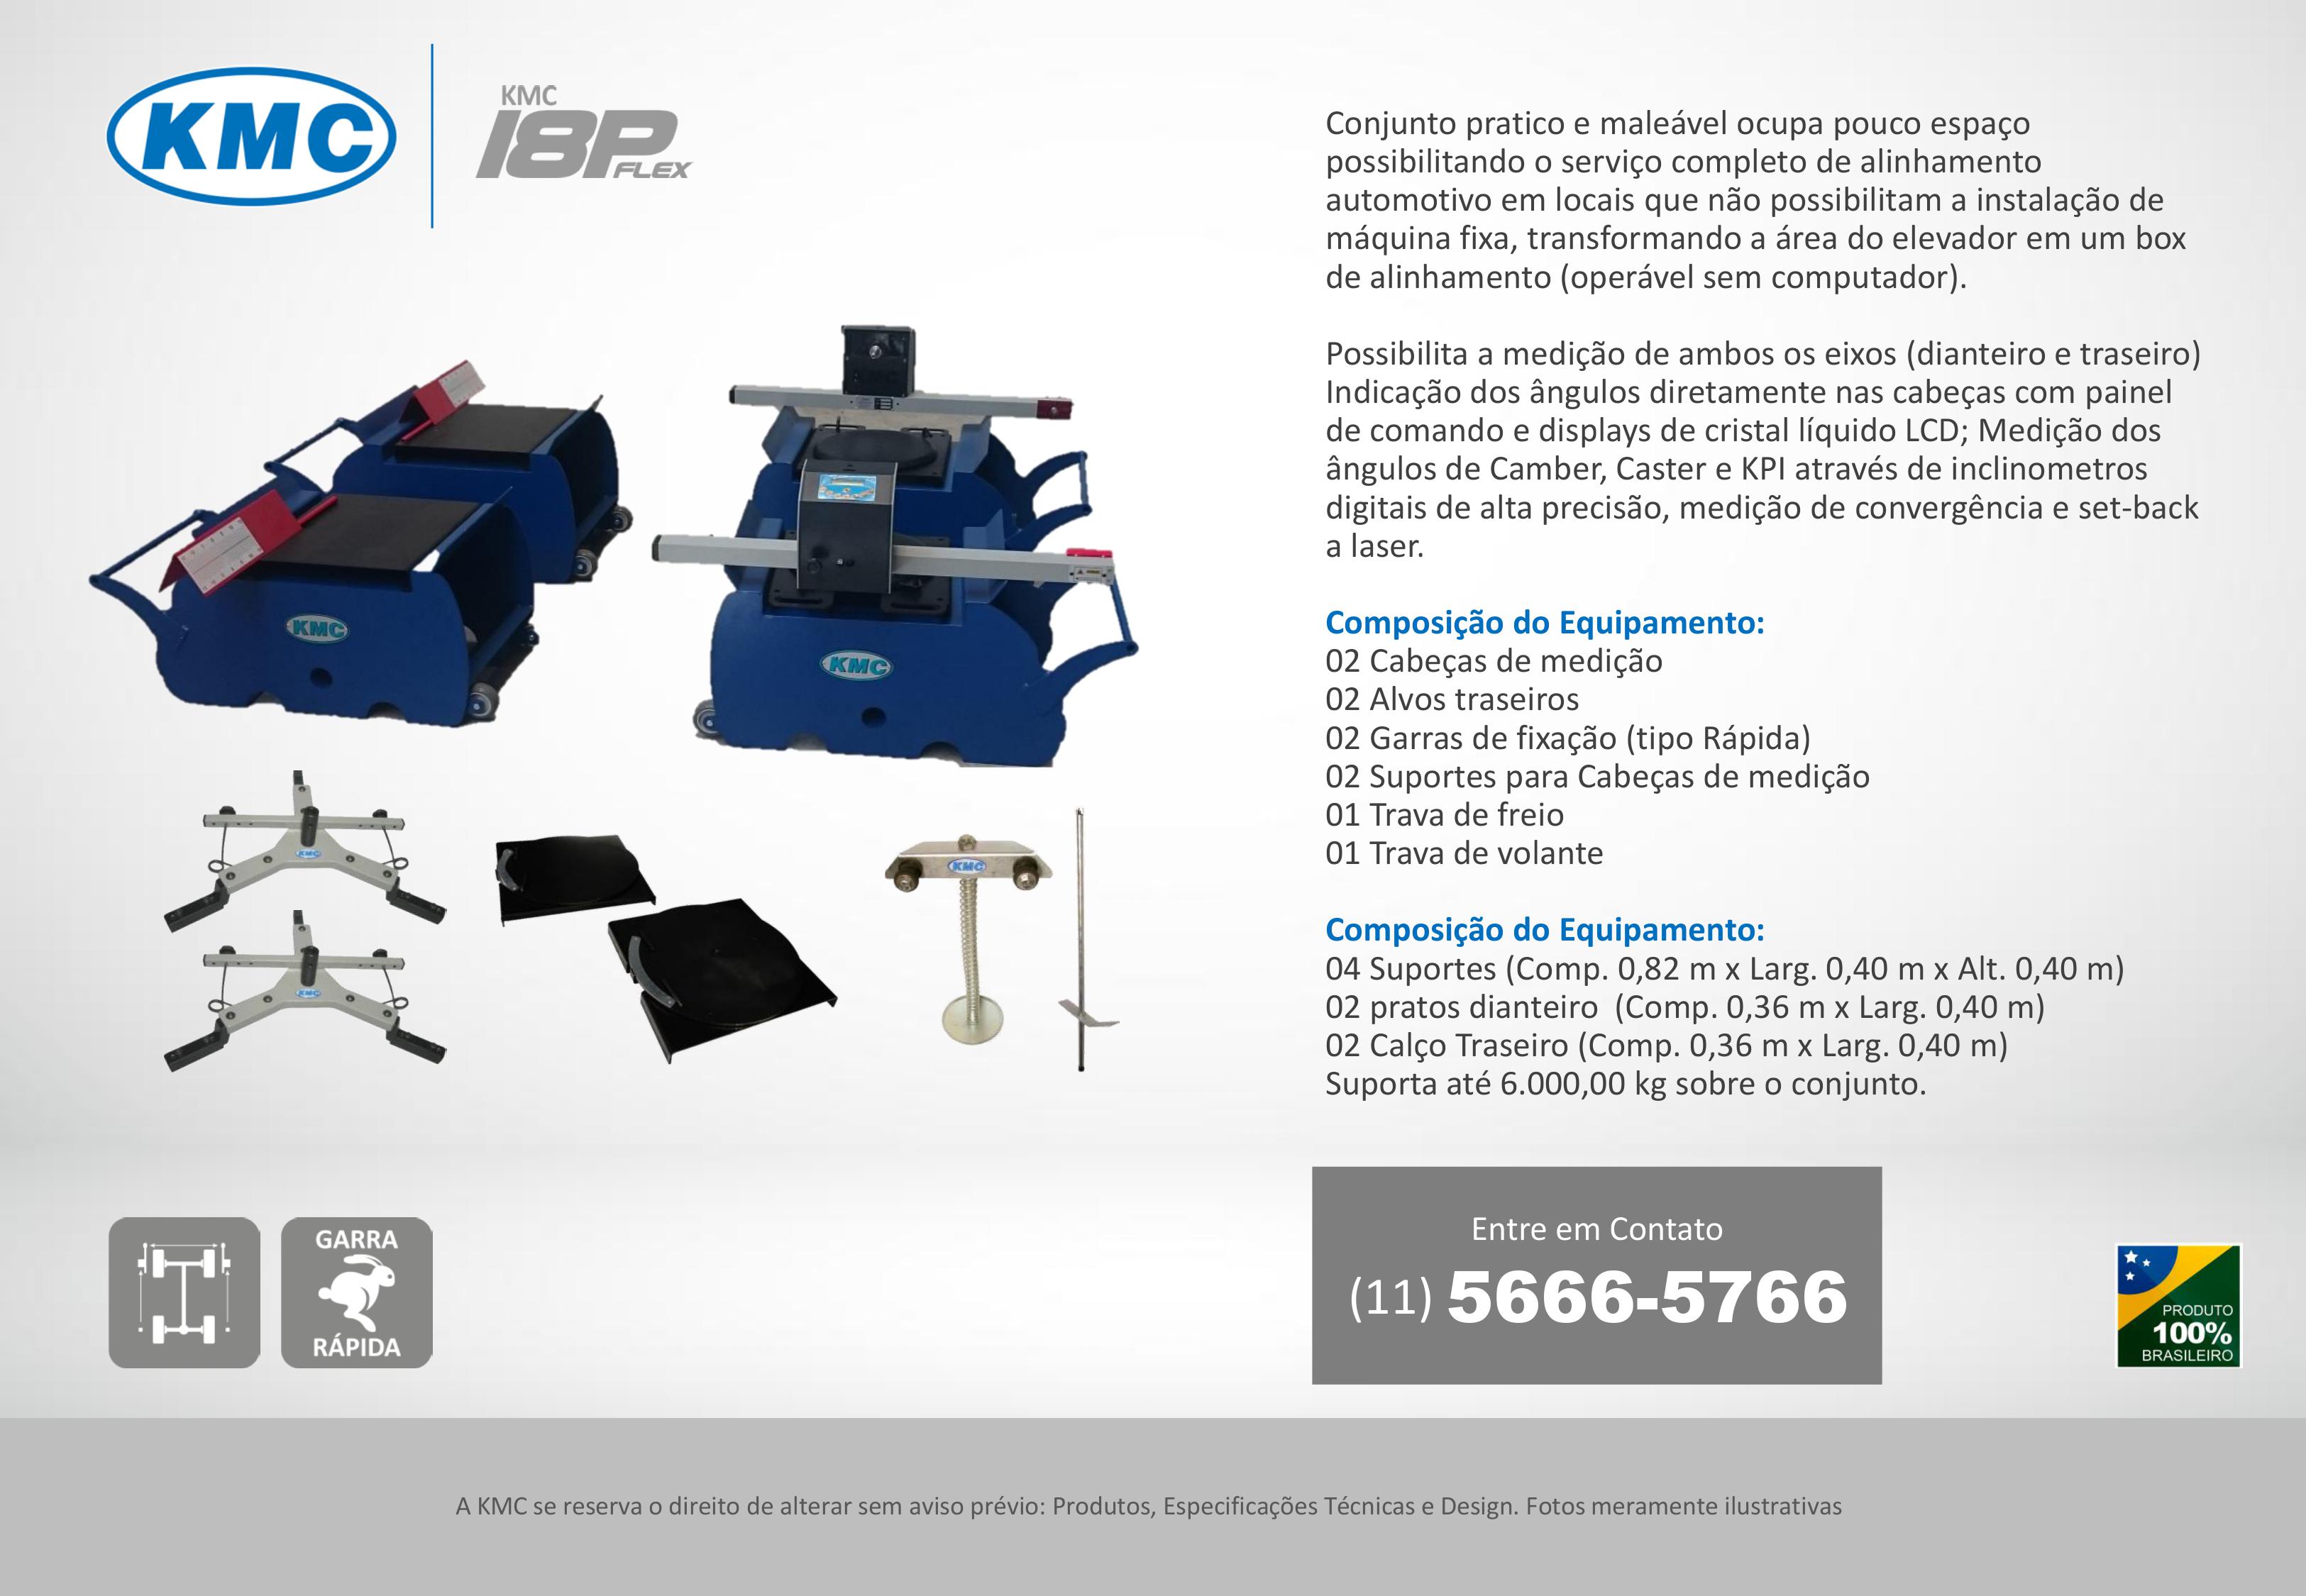 KMC
KMC
I8P
FLEX
Conjunto pratico e maleável ocupa pouco espaço
possibilitando o serviço completo de alinhamento
automotivo em locais que não possibilitam a instalação de
máquina fixa, transformando a área do elevador em um box
de alinhamento (operável sem computador).
Possibilita a medição de ambos os eixos (dianteiro e traseiro)
Indicação dos ângulos diretamente nas cabeças com painel
de comando e displays de cristal líquido LCD; Medição dos
ângulos de Camber, Caster e KPI através de inclinometros
digitais de alta precisão, medição de convergência e set-back
a laser.
Composição do Equipamento:
02 Cabeças de medição
02 Alvos traseiros
02 Garras de fixação (tipo Rápida)
02 Suportes para Cabeças de medição
01 Trava de freio
01 Trava de volante
Composição do Equipamento:
04 Suportes (Comp. 0,82 m x Larg. 0,40 m x Alt. 0,40 m)
02 pratos dianteiro  (Comp. 0,36 m x Larg. 0,40 m)
02 Calço Traseiro (Comp. 0,36 m x Larg. 0,40 m)
Suporta até 6.000,00 kg sobre o conjunto.
KMC
KMC
KMC
KMC
KMC
GARRA
RÁPIDA
Entre em Contato
(11) 5666-5766
PRODUTO
100%
BRASILEIRO
A KMC se reserva o direito de alterar sem aviso prévio: Produtos, Especificações Técnicas e Design. Fotos meramente ilustrativas